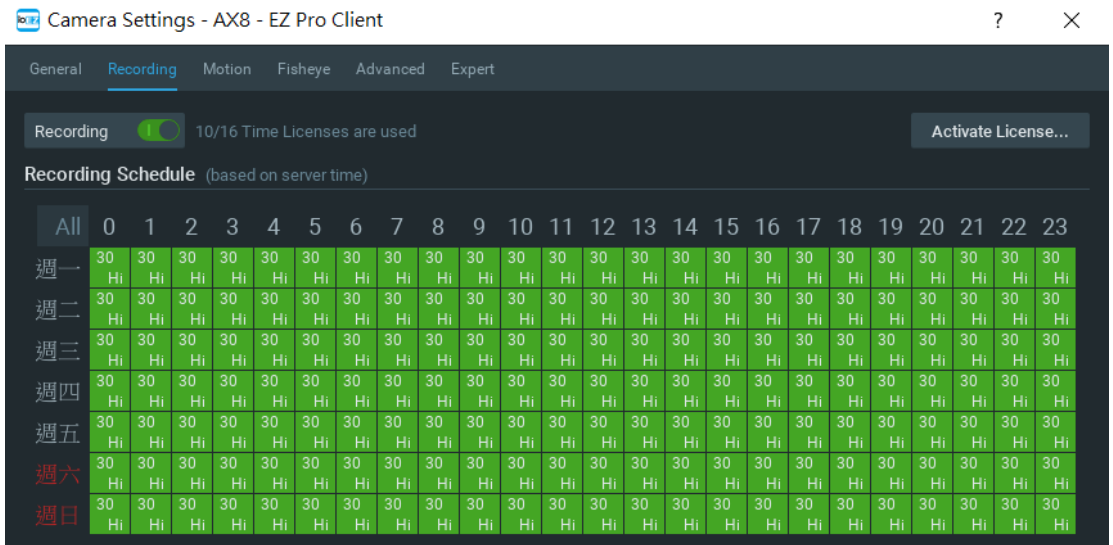 Camera Settings - AX8 - EZ Pro Client ? ×
General Recording Motion Fisheye Advanced Expert
Recording 10/16 Time Licenses are used Activate License...
Recording Schedule (based on server time)
All 0 1 2 3 4 5 6 7 8 9 10 11 12 13 14 15 16 17 18 19 20 21 22 23
30 30 30 30 30 30 30 30 30 30 30 30 30 30 30 30 30 30 30 30 30 30 30 30
週一 Hi Hi Hi Hi Hi Hi Hi Hi Hi Hi Hi Hi Hi Hi Hi Hi Hi Hi Hi Hi Hi Hi Hi Hi
30 30 30 30 30 30 30 30 30 30 30 30 30 30 30 30 30 30 30 30 30 30 30 30
週二 Hi Hi Hi Hi Hi Hi Hi Hi Hi Hi Hi Hi Hi Hi Hi Hi Hi Hi Hi Hi Hi Hi Hi Hi
30 30 30 30 30 30 30 30 30 30 30 30 30 30 30 30 30 30 30 30 30 30 30 30
週三 Hi Hi Hi Hi Hi Hi Hi Hi Hi Hi Hi Hi Hi Hi Hi Hi Hi Hi Hi Hi Hi Hi Hi Hi
30 30 30 30 30 30 30 30 30 30 30 30 30 30 30 30 30 30 30 30 30 30 30 30
週四 Hi Hi Hi Hi Hi Hi Hi Hi Hi Hi Hi Hi Hi Hi Hi Hi Hi Hi Hi Hi Hi Hi Hi Hi
30 30 30 30 30 30 30 30 30 30 30 30 30 30 30 30 30 30 30 30 30 30 30 30
週五 Hi Hi Hi Hi Hi Hi Hi Hi Hi Hi Hi Hi Hi Hi Hi Hi Hi Hi Hi Hi Hi Hi Hi Hi
30 30 30 30 30 30 30 30 30 30 30 30 30 30 30 30 30 30 30 30 30 30 30 30
週六 Hi Hi Hi Hi Hi Hi Hi Hi Hi Hi Hi Hi Hi Hi Hi Hi Hi Hi Hi Hi Hi Hi Hi Hi
30 30 30 30 30 30 30 30 30 30 30 30 30 30 30 30 30 30 30 30 30 30 30 30
週日 Hi Hi Hi Hi Hi Hi Hi Hi Hi Hi Hi Hi Hi Hi Hi Hi Hi Hi Hi Hi Hi Hi Hi Hi